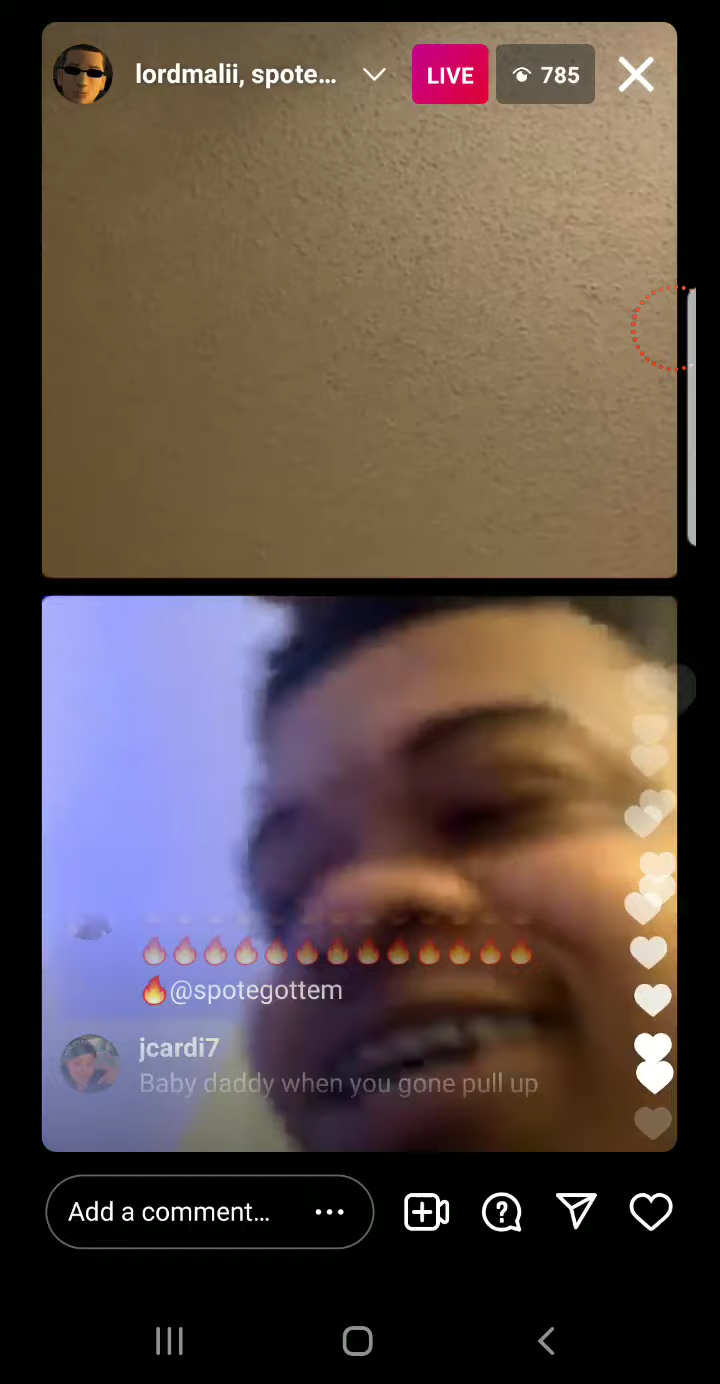 lordmalii, spote...
LIVE
785
🔥🔥🔥🔥🔥🔥🔥🔥🔥🔥🔥🔥🔥
🔥@spotegottem
jcardi7
Baby daddy when you gone pull up
Add a comment...